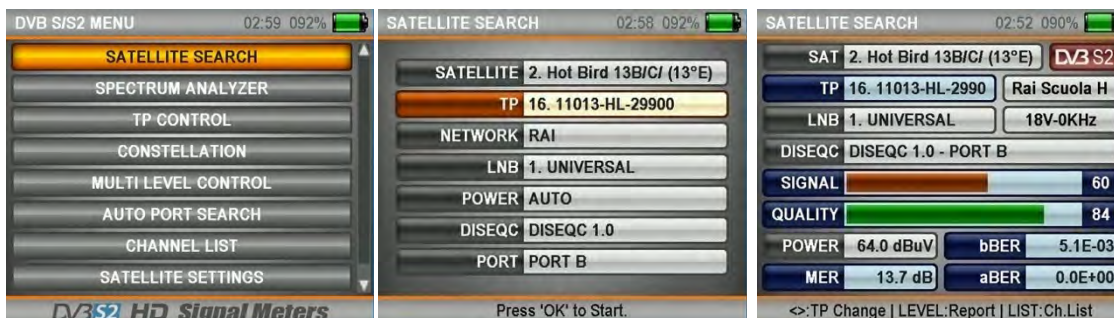 DVB S/S2 MENU 02:59 092%
SATELLITE SEARCH
SPECTRUM ANALYZER
TP CONTROL
CONSTELLATION
MULTI LEVEL CONTROL
AUTO PORT SEARCH
CHANNEL LIST
SATELLITE SETTINGS
DVB S2 HD Signal Meters
SATELLITE SEARCH 02:58 092%
SATELLITE 2. Hot Bird 13B/C/ (13°E)
TP 16. 11013-HL-29900
NETWORK RAI
LNB 1. UNIVERSAL
POWER AUTO
DISEQC DISEQC 1.0
PORT PORT B
Press 'OK' to Start.
SATELLITE SEARCH 02:52 090%
SAT 2. Hot Bird 13B/C/ (13°E) DVB S2
TP 16. 11013-HL-2990 Rai Scuola H
LNB 1. UNIVERSAL 18V-0KHz
DISEQC DISEQC 1.0 - PORT B
SIGNAL 60
QUALITY 84
POWER 64.0 dBuV bBER 5.1E-03
MER 13.7 dB aBER 0.0E+00
<>:TP Change | LEVEL:Report | LIST:Ch.List